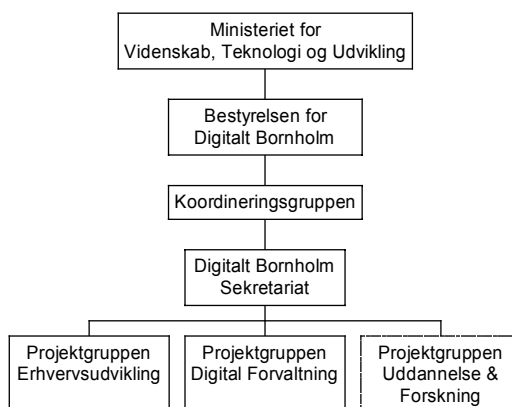 Ministeriet for
Videnskab, Teknologi og Udvikling
Bestyrelsen for
Digitalt Bornholm
Koordineringsgruppen
Digitalt Bornholm
Sekretariat
Projektgruppen
Erhvervsudvikling
Projektgruppen
Digital Forvaltning
Projektgruppen
Uddannelse &
Forskning